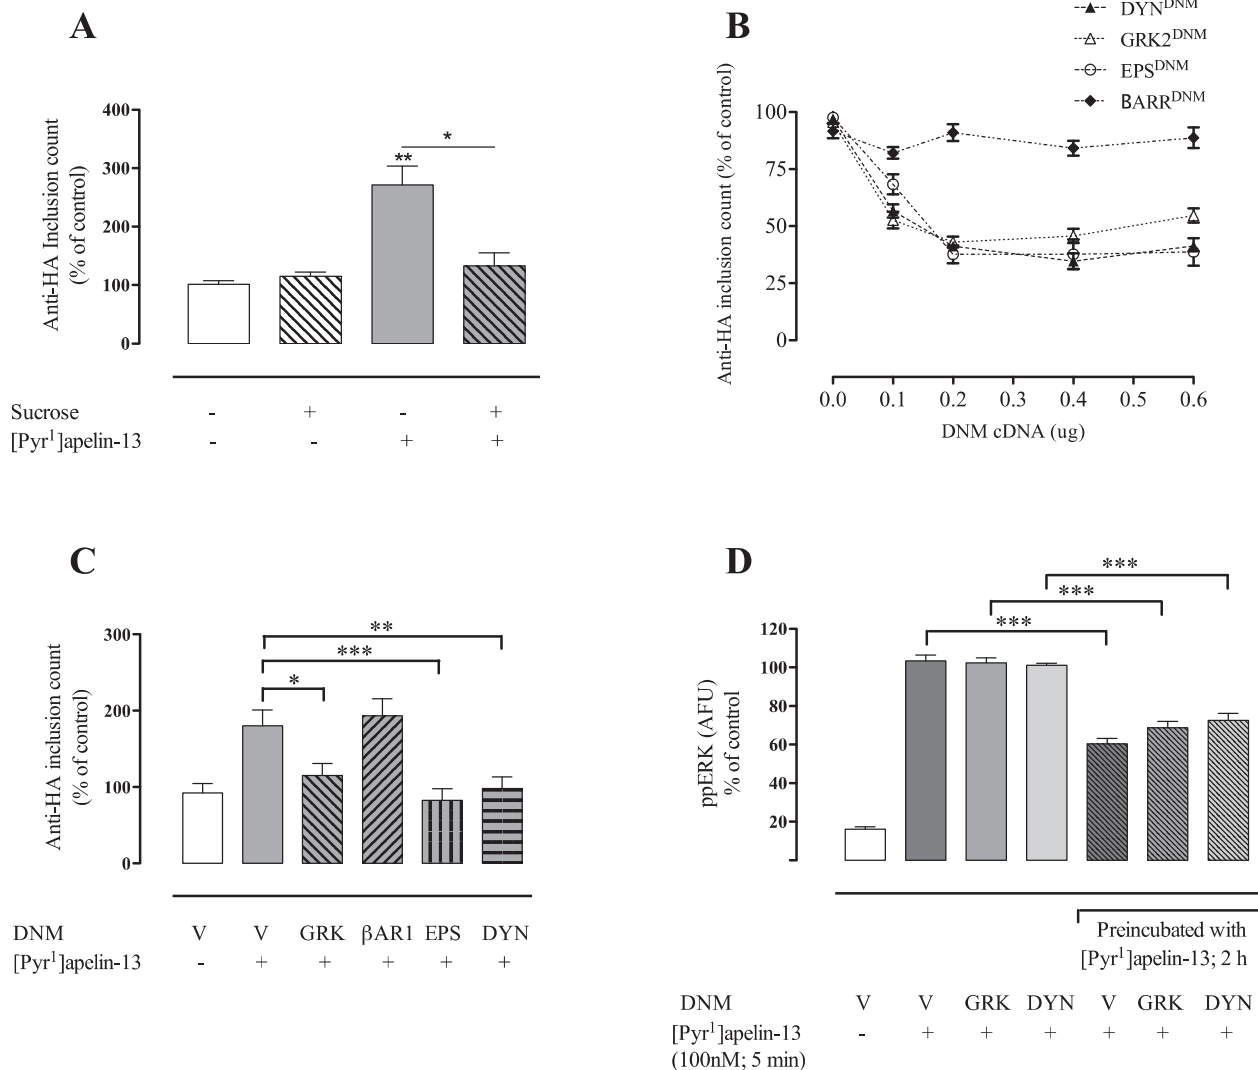 A
Anti-HA Inclusion count
(% of control)
400
300
200
100
0
**
*
Sucrose - + - +
[Pyr¹]apelin-13 - - + +
B
DYN^DNM
GRK2^DNM
EPS^DNM
BARR^DNM
Anti-HA inclusion count (% of control)
100
75
50
25
0
0.0 0.1 0.2 0.3 0.4 0.5 0.6
DNM cDNA (ug)
C
Anti-HA inclusion count
(% of control)
300
200
100
0
**
***
*
DNM V V GRK βAR1 EPS DYN
[Pyr¹]apelin-13 - + + + + +
D
ppERK (AFU)
% of control
120
100
80
60
40
20
***
***
***
Preincubated with
[Pyr¹]apelin-13; 2 h
DNM V V GRK DYN V GRK DYN
[Pyr¹]apelin-13 - + + + + + +
(100nM; 5 min)